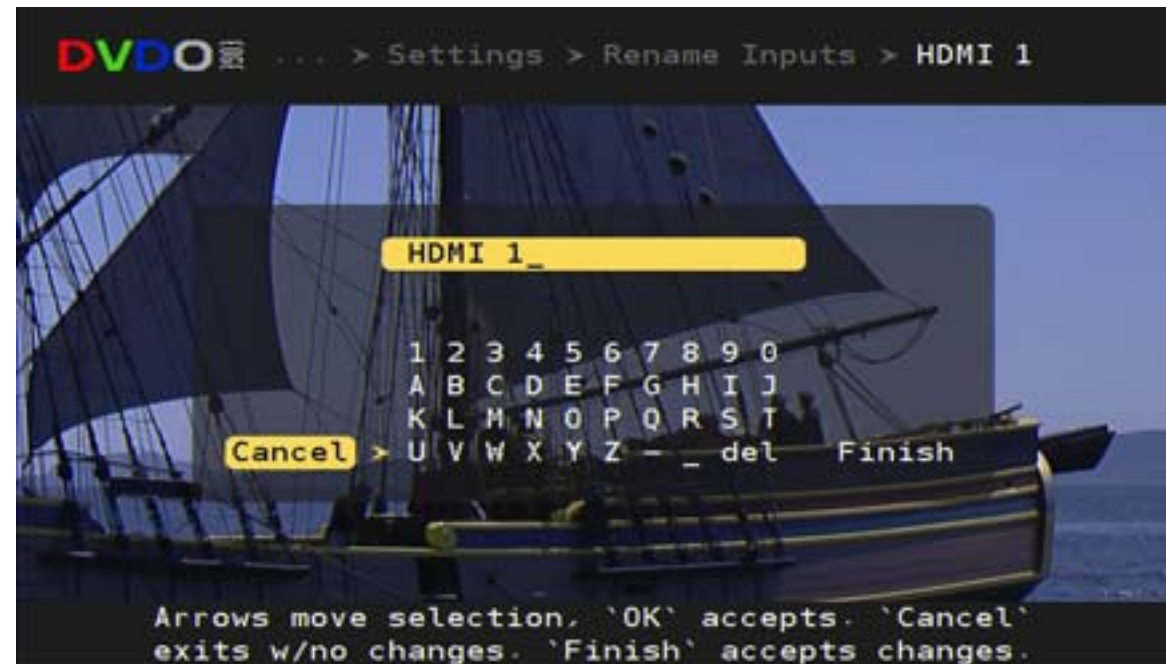 DVDO ... > Settings > Rename Inputs > HDMI 1
HDMI 1_
1 2 3 4 5 6 7 8 9 0
A B C D E F G H I J
K L M N O P Q R S T
Cancel > U V W X Y Z - _ del Finish
Arrows move selection, `OK` accepts. `Cancel`
exits w/no changes. `Finish` accepts changes.